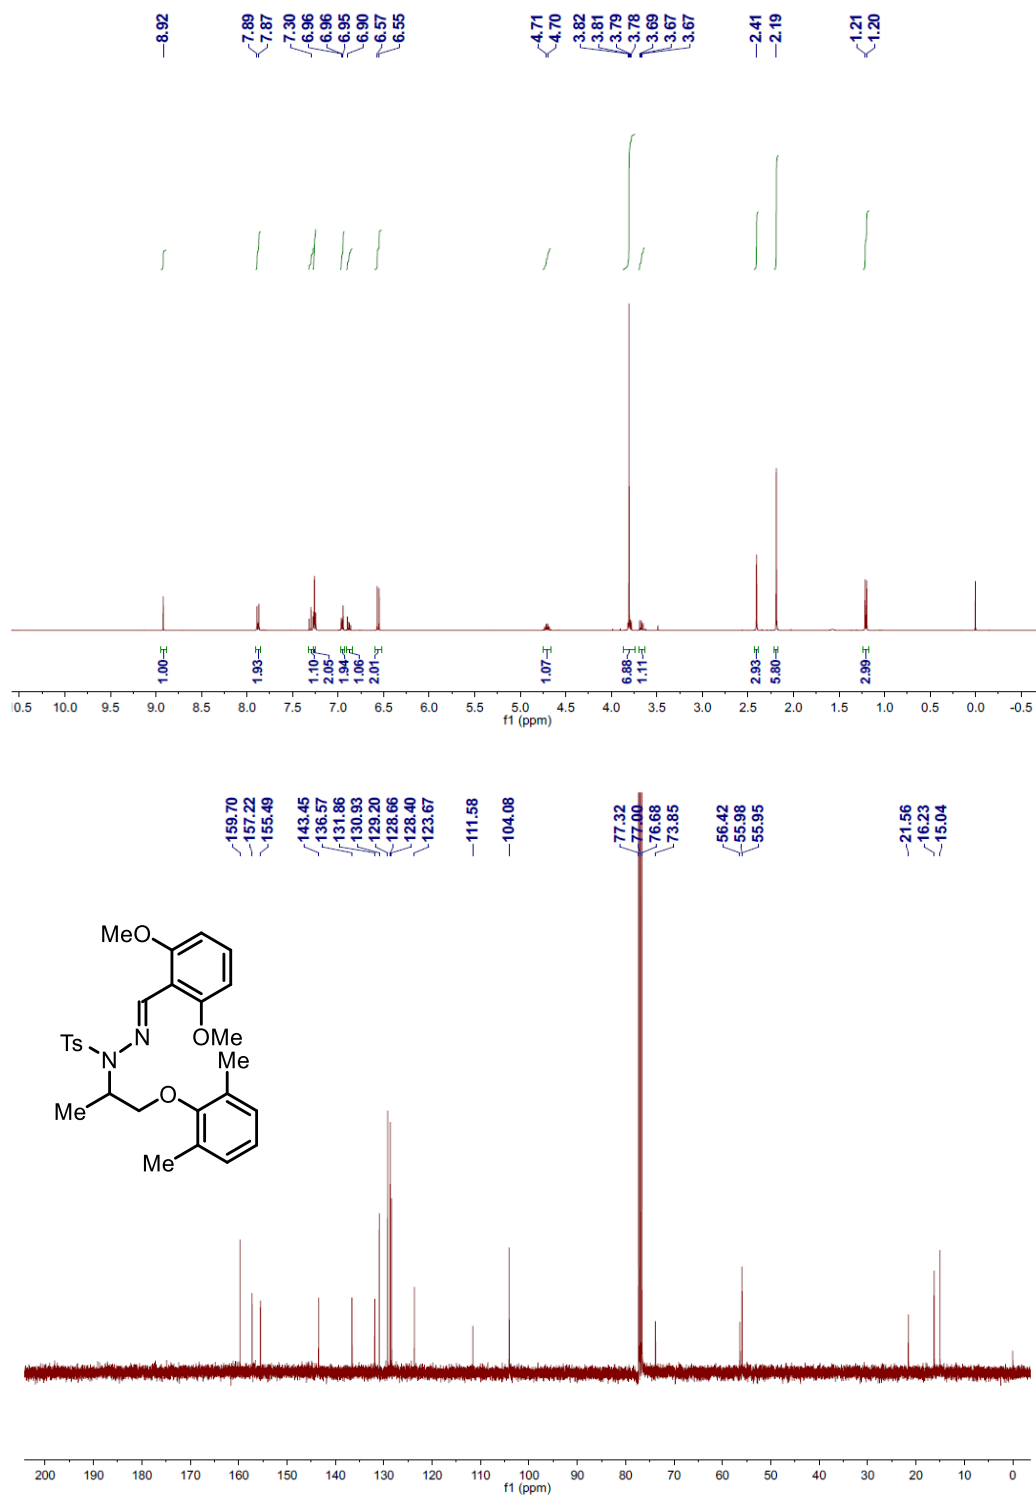 8.92 7.89 7.87 7.30 6.96 6.96 6.95 6.90 6.57 6.55 4.71 4.70 3.82 3.81 3.79 3.78 3.69 3.67 3.67 2.41 2.19 1.21 1.20
1.00 1.93 1.10 2.05 1.94 1.06 2.01 1.07 6.88 1.11 2.93 5.80 2.99
10.5 10.0 9.5 9.0 8.5 8.0 7.5 7.0 6.5 6.0 5.5 5.0 4.5 4.0 3.5 3.0 2.5 2.0 1.5 1.0 0.5 0.0 -0.5
f1 (ppm)
159.70 157.22 155.49 143.45 136.57 131.86 130.93 129.20 128.66 128.40 123.67 111.58 104.08 77.32 77.00 76.68 73.85 56.42 55.98 55.95 21.56 16.23 15.04
MeO
OMe
N
Ts
N
Me
O
Me
Me
200 190 180 170 160 150 140 130 120 110 100 90 80 70 60 50 40 30 20 10 0
f1 (ppm)